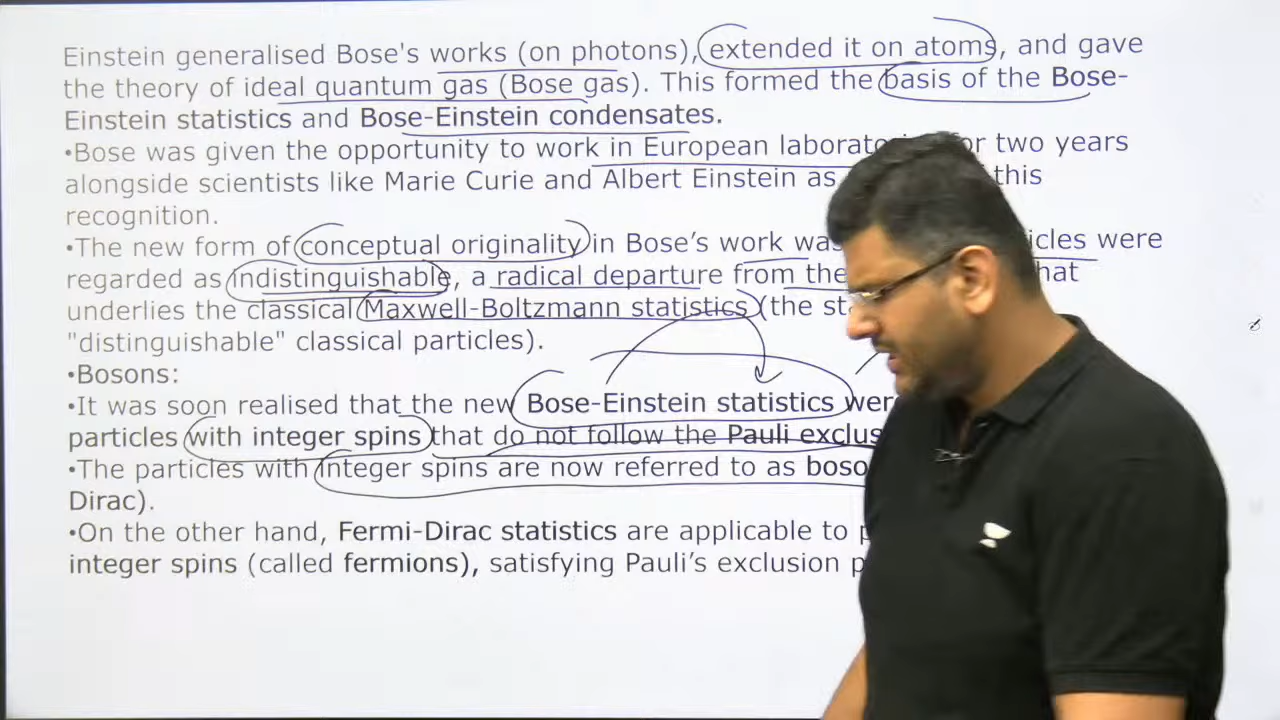 Einstein generalised Bose's works (on photons), extended it on atoms, and gave
the theory of ideal quantum gas (Bose gas). This formed the basis of the Bose-
Einstein statistics and Bose-Einstein condensates.
•Bose was given the opportunity to work in European for two years
alongside scientists like Marie Curie and Albert Einstein as this
recognition.
•The new form of conceptual originality in Bose's work were
regarded as indistinguishable, a radical departure from the that
underlies the classical Maxwell-Boltzmann statistics (the
"distinguishable" classical particles).
•Bosons:
•It was soon realised that the new Bose-Einstein statistics
particles with integer spins that do not follow the Pauli
•The particles with integer spins are now referred to as
Dirac).
•On the other hand, Fermi-Dirac statistics are applicable to
integer spins (called fermions), satisfying Pauli's exclusion